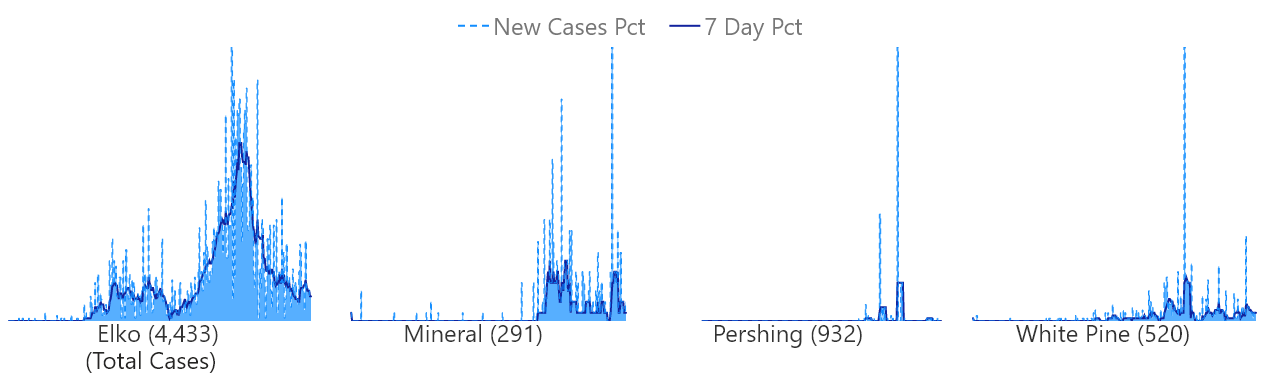 New Cases Pct 7 Day Pct
Elko (4,433) Mineral (291) Pershing (932) White Pine (520)
(Total Cases)